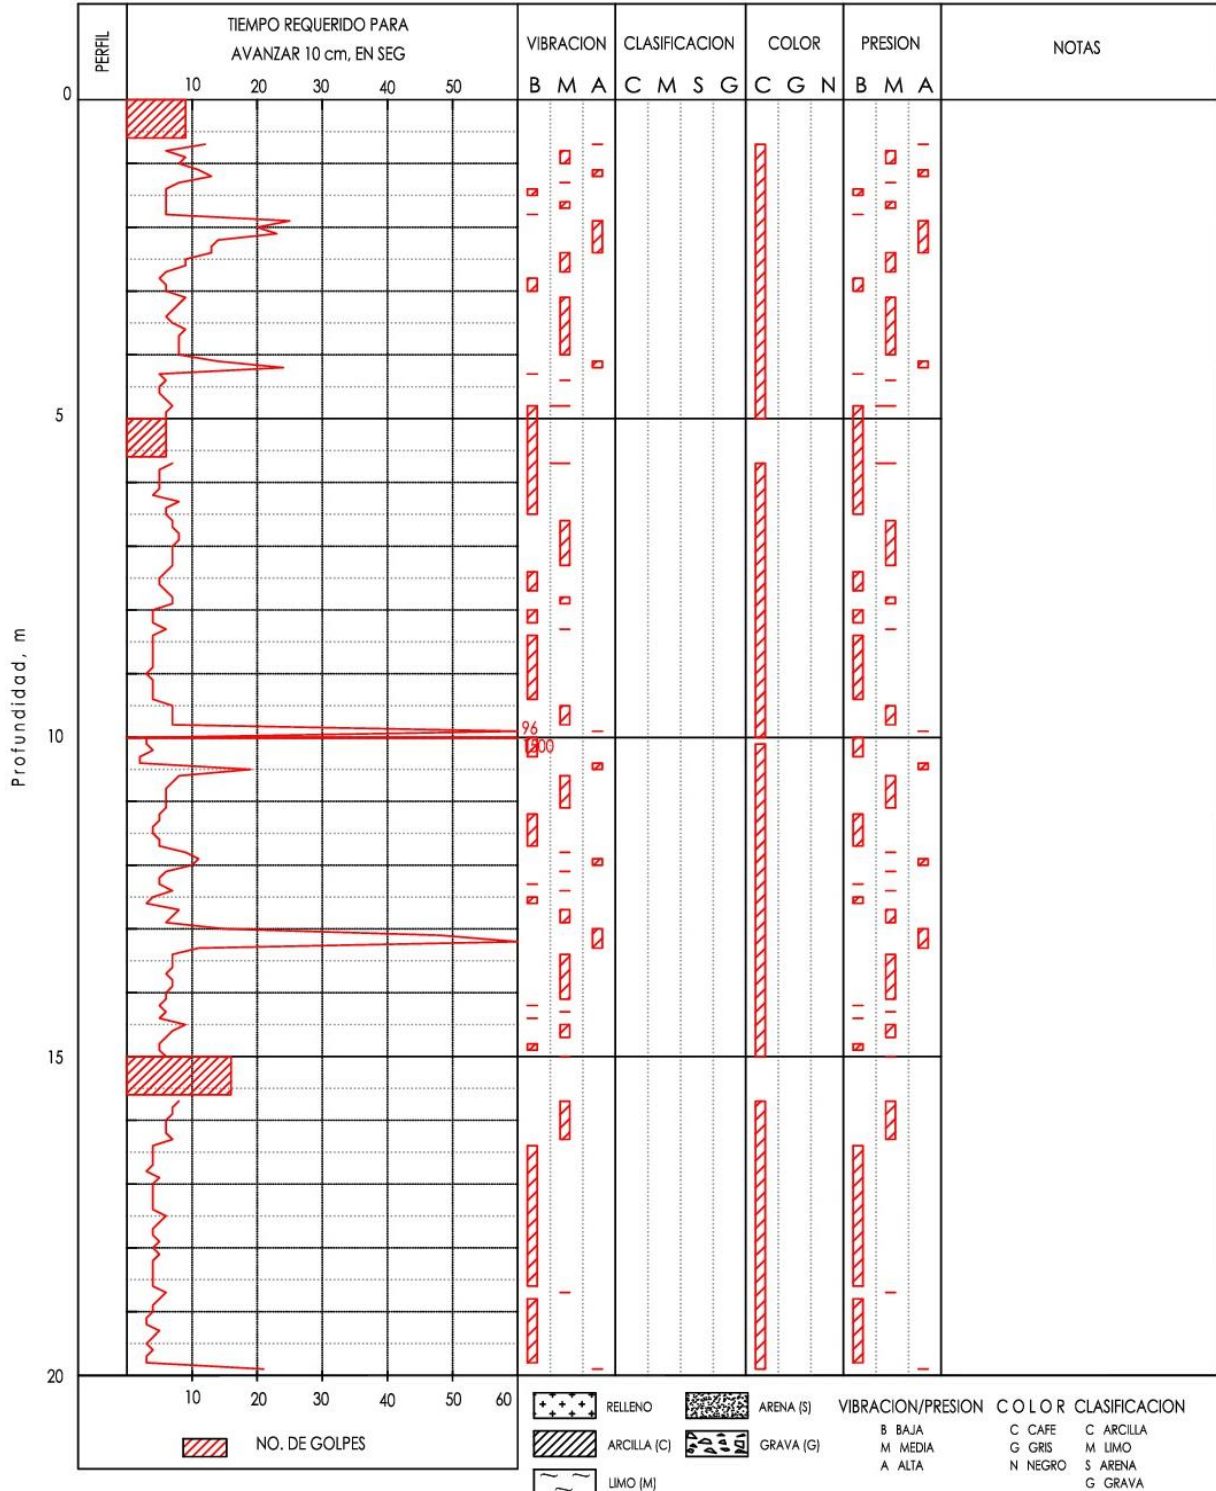 PERFIL
TIEMPO REQUERIDO PARA
AVANZAR 10 cm, EN SEG
10 20 30 40 50
VIBRACION
B M A
CLASIFICACION
C M S G
COLOR
C G N
PRESION
B M A
NOTAS
Profundidad, m
0
5
10
15
20
96
10 20 30 40 50 60
NO. DE GOLPES
RELLENO
ARCILLA (C)
LIMO (M)
ARENA (S)
GRAVA (G)
VIBRACION/PRESION
B BAJA
M MEDIA
A ALTA
COLOR
C CAFE
G GRIS
N NEGRO
CLASIFICACION
C ARCILLA
M LIMO
S ARENA
G GRAVA